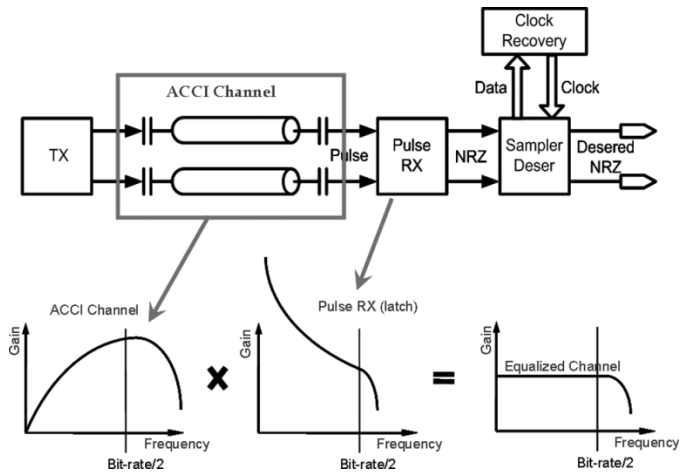 Clock
Recovery
Data
Clock
ACCI Channel
TX
Pulse
Pulse
RX
NRZ
Sampler
Deser
Desered
NRZ
ACCI Channel
Gain
Frequency
Bit-rate/2
×
Pulse RX (latch)
Gain
Frequency
Bit-rate/2
=
Equalized Channel
Gain
Frequency
Bit-rate/2